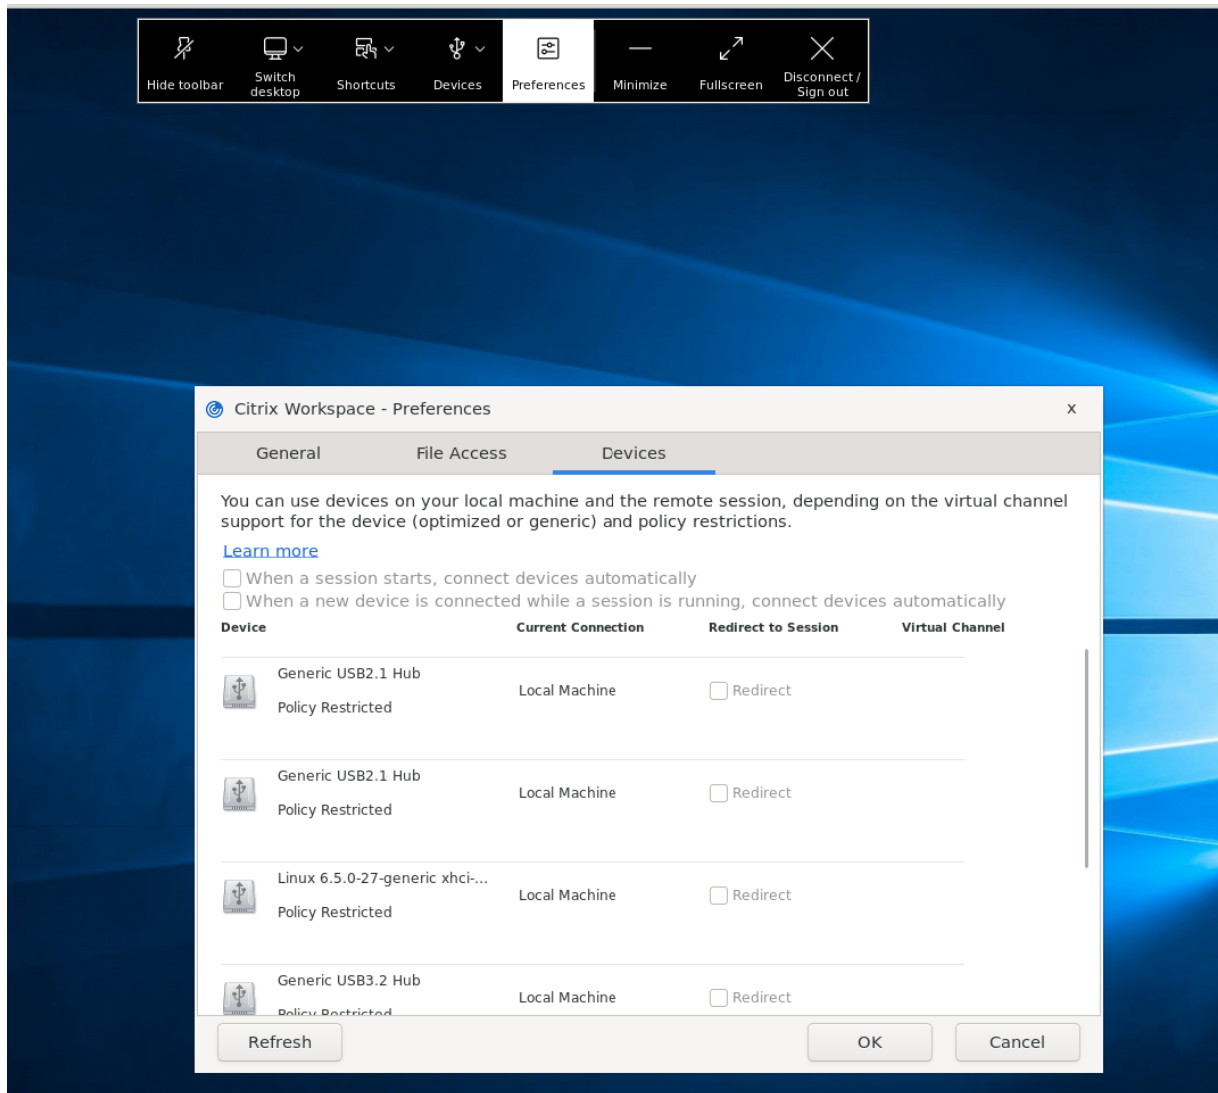 Hide toolbar
Switch desktop
Shortcuts
Devices
Preferences
Minimize
Fullscreen
Disconnect / Sign out
Citrix Workspace - Preferences
x
General
File Access
Devices
You can use devices on your local machine and the remote session, depending on the virtual channel
support for the device (optimized or generic) and policy restrictions.
Learn more
When a session starts, connect devices automatically
When a new device is connected while a session is running, connect devices automatically
Device Current Connection Redirect to Session Virtual Channel
Generic USB2.1 Hub
Policy Restricted
Local Machine
Redirect
Generic USB2.1 Hub
Policy Restricted
Local Machine
Redirect
Linux 6.5.0-27-generic xhci-...
Policy Restricted
Local Machine
Redirect
Generic USB3.2 Hub
Policy Restricted
Local Machine
Redirect
Refresh
OK
Cancel